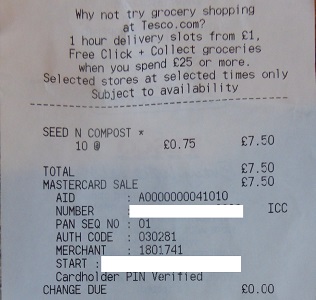 Why not try grocery shopping
at Tesco.com?
1 hour delivery slots from £1,
Free Click + Collect groceries
when you spend £25 or more.
Selected stores at selected times only
Subject to availability
SEED N COMPOST *
10 @ £0.75 £7.50
TOTAL £7.50
MASTERCARD SALE £7.50
AID : A0000000041010
NUMBER : ICC
PAN SEQ NO : 01
AUTH CODE : 030281
MERCHANT : 1801741
START :
Cardholder PIN Verified
CHANGE DUE £0.00